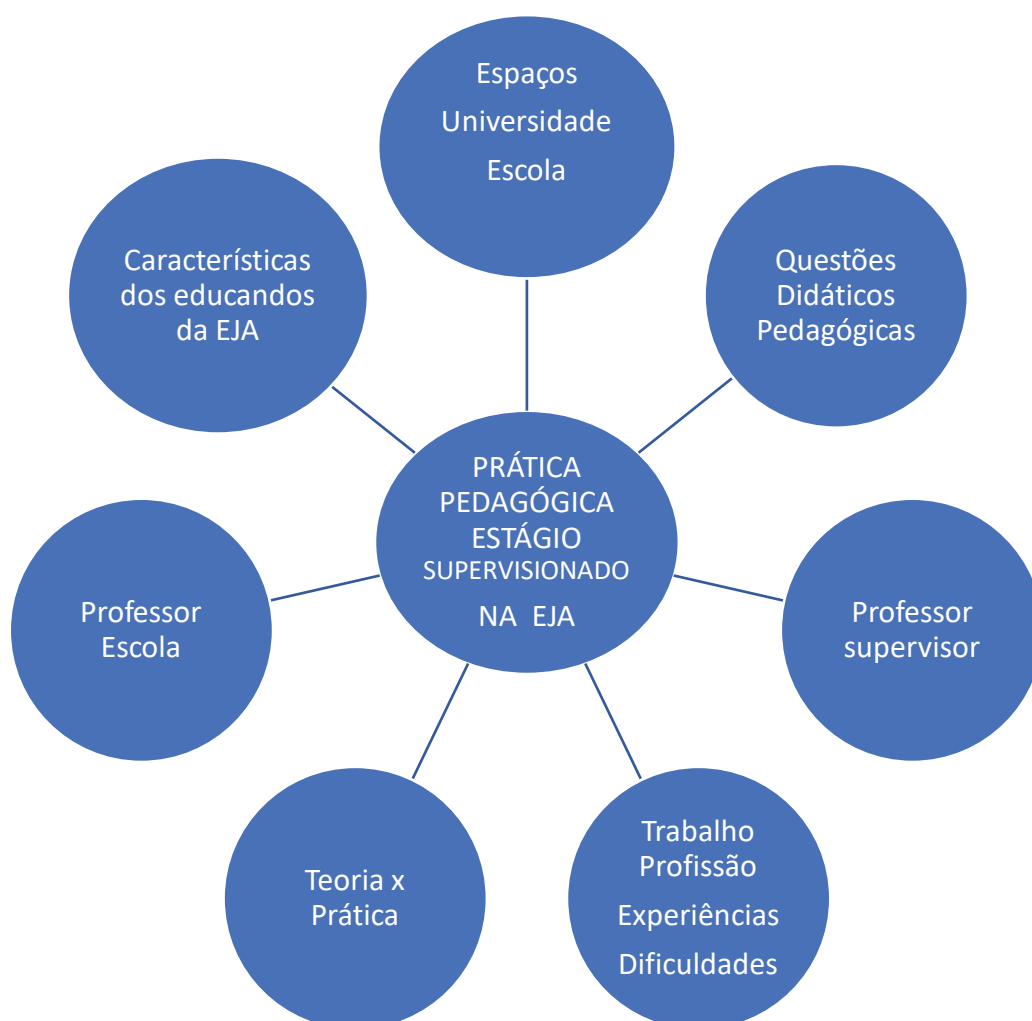 Espaços
Universidade
Escola
Questões
Didáticos
Pedagógicas
Professor
supervisor
Trabalho
Profissão
Experiências
Dificuldades
Teoria x
Prática
Professor
Escola
Característícas
dos educandos
da EJA
PRÁTICA
PEDAGÓGICA
ESTÁGIO
SUPERVISIONADO
NA EJA